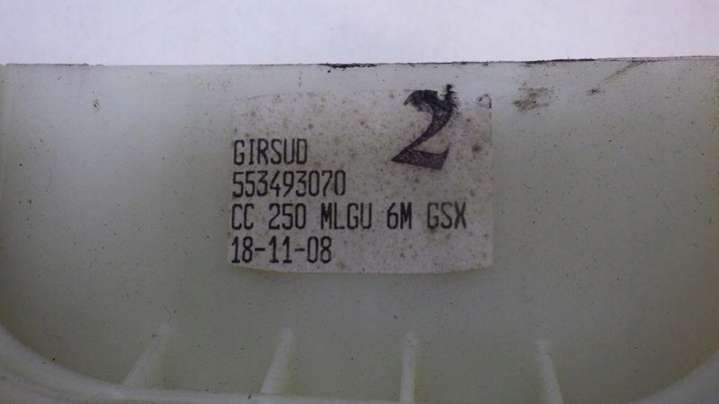 2
GIRSUD
553493070
CC 250 MLGU 6M GSX
18-11-08